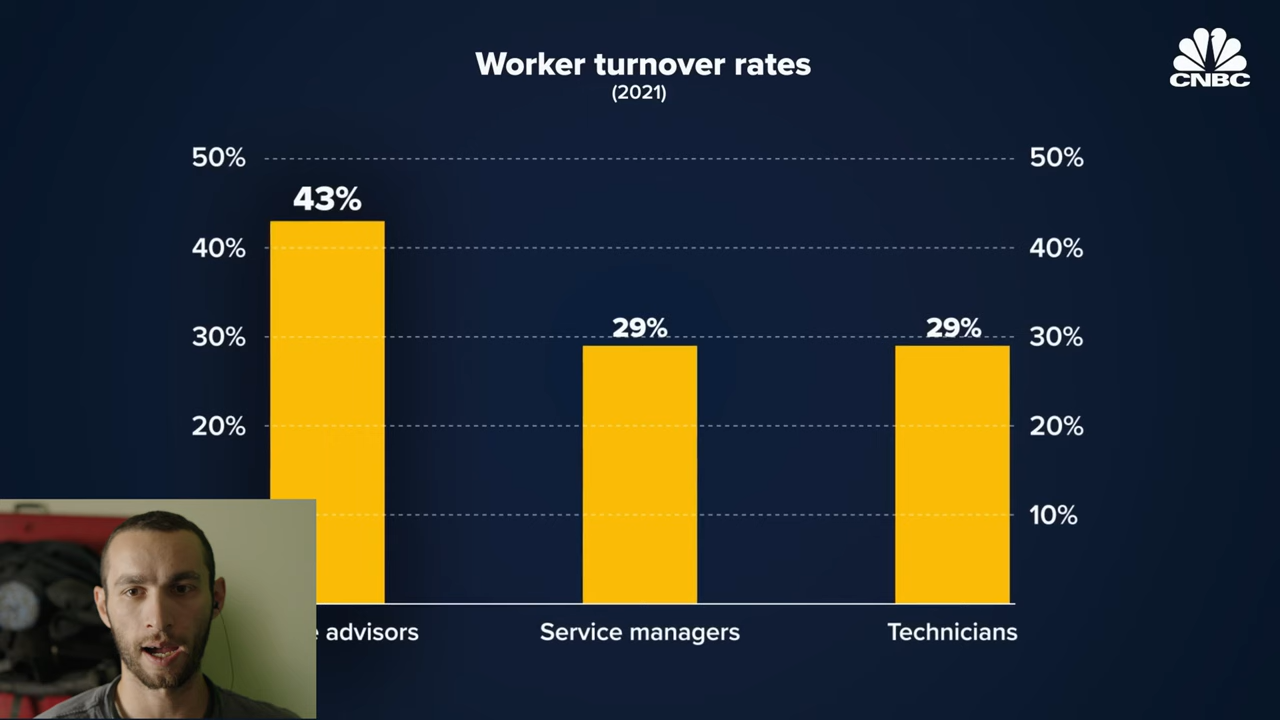 Worker turnover rates
(2021)
CNBC
50%
50%
43%
40%
40%
29%
29%
30%
30%
20%
20%
10%
advisors
Service managers
Technicians